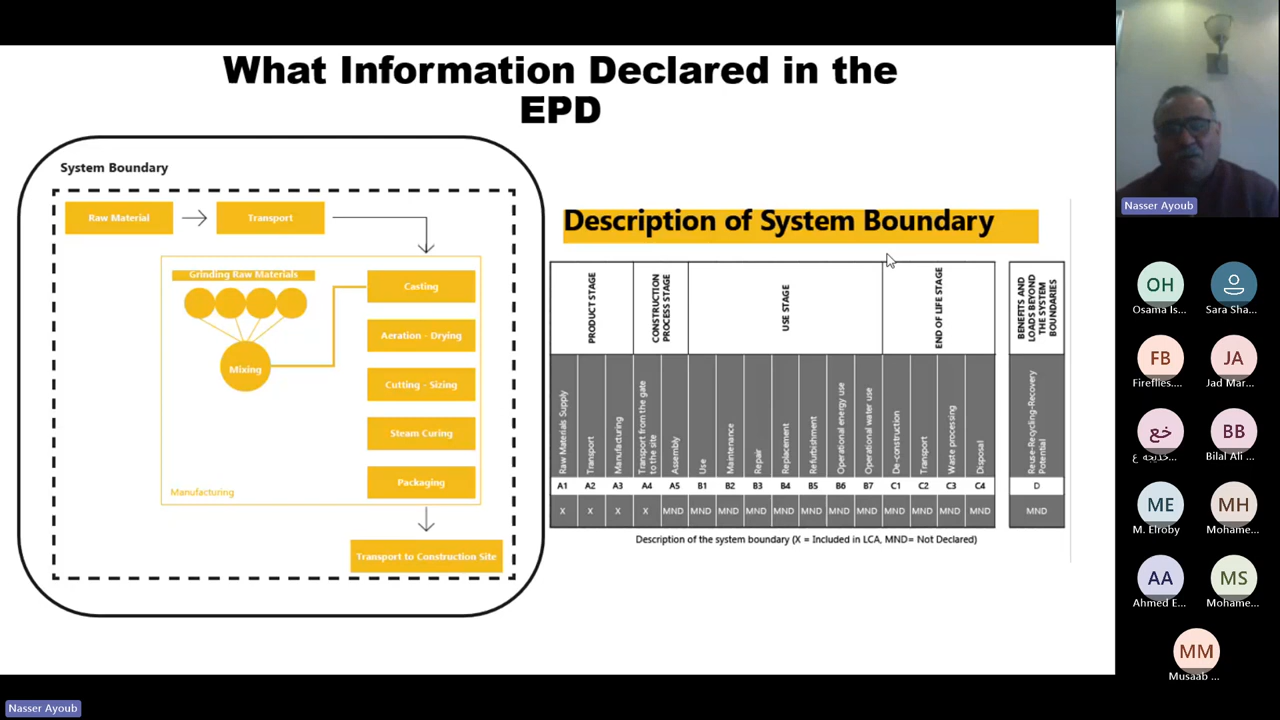 What Information Declared in the
EPD
System Boundary
Raw Material
Transport
Grinding Raw Materials
Mixing
Casting
Aeration - Drying
Cutting - Sizing
Steam Curing
Packaging
Manufacturing
Transport to Construction Site
Description of System Boundary
PRODUCT STAGE
CONSTRUCTION
PROCESS STAGE
USE STAGE
END OF LIFE STAGE
BENEFITS AND
LOADS BEYOND
THE SYSTEM
BOUNDARIES
Raw Materials Supply
Transport
Manufacturing
Transport from the gate
to the site
Assembly
Use
Maintenance
Repair
Replacement
Refurbishment
Operational energy use
Operational water use
De-construction
Transport
Waste processing
Disposal
Reuse-Recycling-Recovery
Potential
A1 A2 A3 A4 A5 B1 B2 B3 B4 B5 B6 B7 C1 C2 C3 C4 D
X X X X MND MND MND MND MND MND MND MND MND MND MND MND MND
Description of the system boundary (X = Included in LCA, MND= Not Declared)
Nasser Ayoub
OH
Osama Is...
Sara Sha...
FB
Fireflies....
JA
Jad Mar...
خع
خديجه ع...
BB
Bilal Ali ...
ME
M. Elroby
MH
Mohame...
AA
Ahmed E...
MS
Mohame...
MM
Musaab ...
Nasser Ayoub